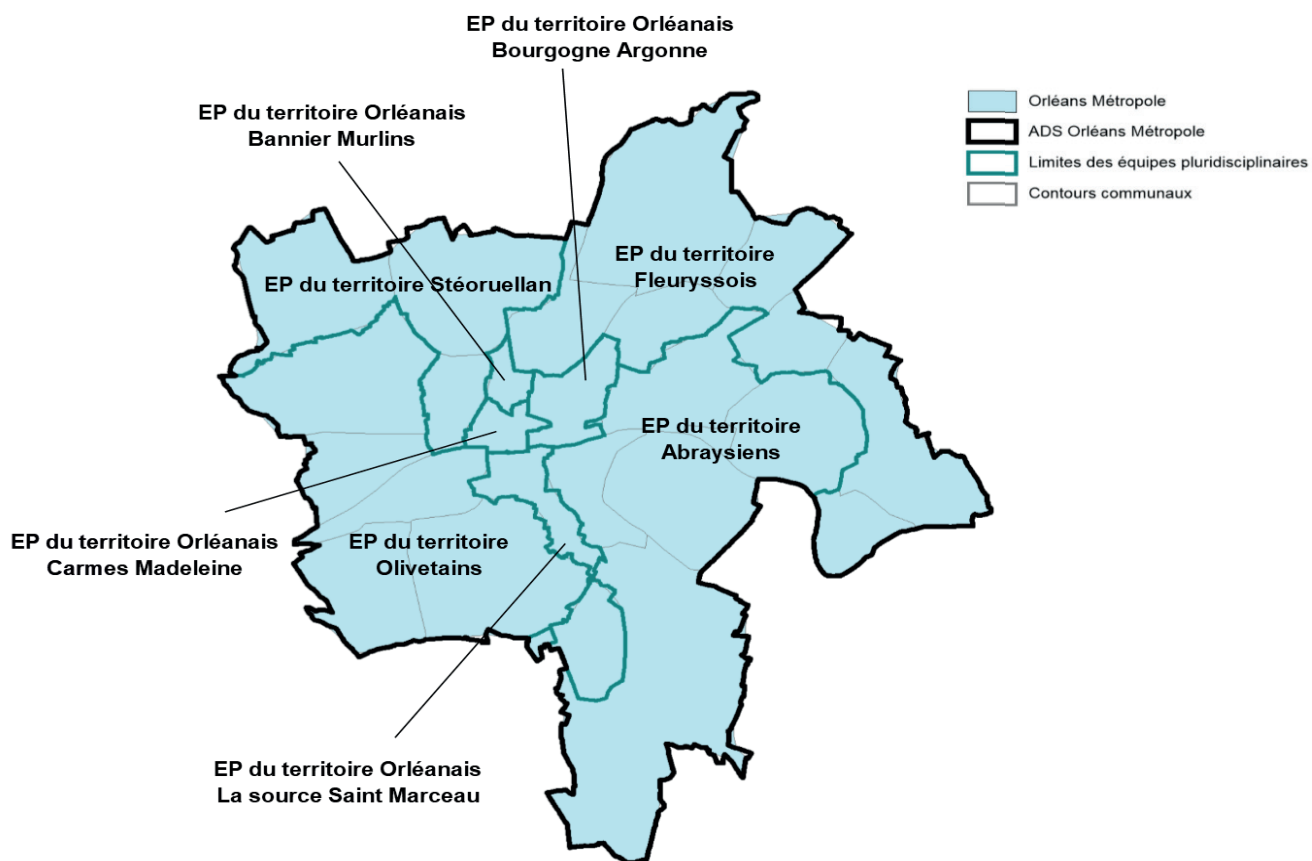 EP du territoire Orléanais
Bourgogne Argonne
EP du territoire Orléanais
Bannier Murlins
Orléans Métropole
ADS Orléans Métropole
Limites des équipes pluridisciplinaires
Contours communaux
EP du territoire
Fleuryssois
EP du territoire Stéoruellan
EP du territoire
Abraysiens
EP du territoire Orléanais
Carmes Madeleine
EP du territoire
Olivetains
EP du territoire Orléanais
La source Saint Marceau